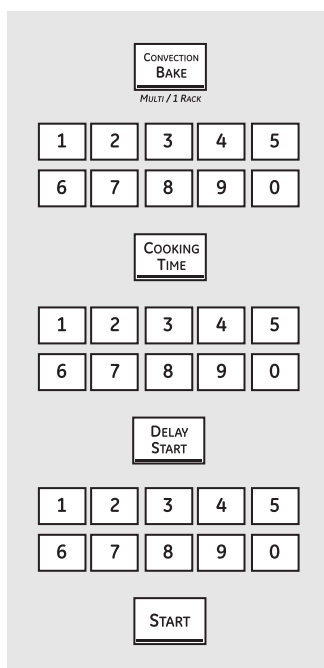 CONVECTION
BAKE
MULTI / 1 RACK
1 2 3 4 5
6 7 8 9 0
COOKING
TIME
1 2 3 4 5
6 7 8 9 0
DELAY
START
1 2 3 4 5
6 7 8 9 0
START